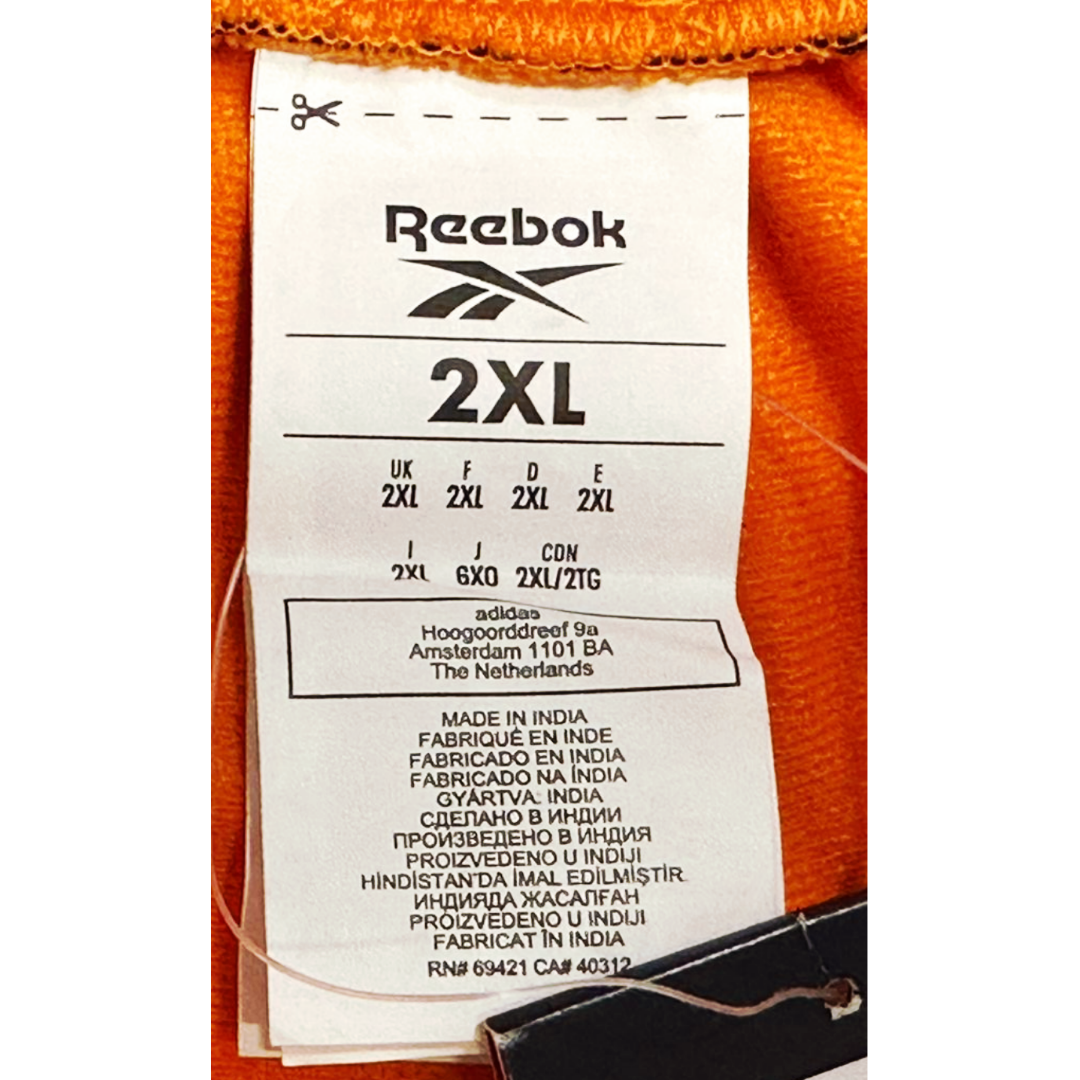 Reebok
2XL
UK F D E
2XL 2XL 2XL 2XL
I J CDN
2XL 6XO 2XL/2TG
adidas
Hoogoorddreef 9a
Amsterdam 1101 BA
The Netherlands
MADE IN INDIA
FABRIQUÉ EN INDE
FABRICADO EN INDIA
FABRICADO NA ÍNDIA
GYÁRTVA: INDIA
СДЕЛАНО В ИНДИИ
ПРОИЗВЕДЕНО В ИНДИЯ
PROIZVEDENO U INDIJI
HİNDİSTAN'DA İMAL EDİLMİŞTİR
ИНДИЯДА ЖАСАЛҒАН
PROIZVEDENO U INDIJI
FABRICAT ÎN INDIA
RN# 69421 CA# 40312